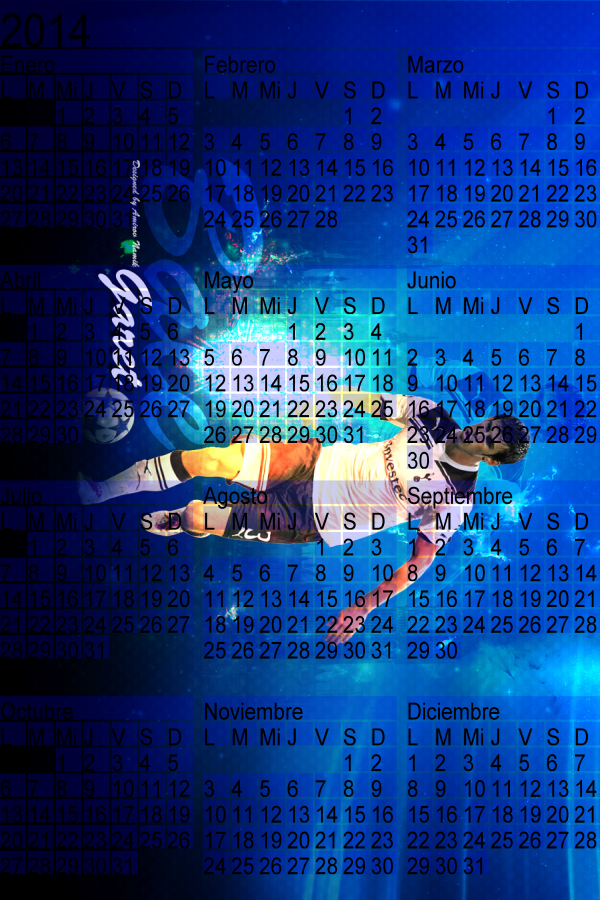 2014
Enero
L M Mi J V S D
1 2 3 4 5
6 7 8 9 10 11 12
13 14 15 16 17 18 19
20 21 22 23 24 25 26
27 28 29 30 31
Febrero
L M Mi J V S D
1 2
3 4 5 6 7 8 9
10 11 12 13 14 15 16
17 18 19 20 21 22 23
24 25 26 27 28
Marzo
L M Mi J V S D
1 2
3 4 5 6 7 8 9
10 11 12 13 14 15 16
17 18 19 20 21 22 23
24 25 26 27 28 29 30
31
Abril
L M Mi J V S D
1 2 3 4 5 6
7 8 9 10 11 12 13
14 15 16 17 18 19 20
21 22 23 24 25 26 27
28 29 30
Mayo
L M Mi J V S D
1 2 3 4
5 6 7 8 9 10 11
12 13 14 15 16 17 18
19 20 21 22 23 24 25
26 27 28 29 30 31
Junio
L M Mi J V S D
1
2 3 4 5 6 7 8
9 10 11 12 13 14 15
16 17 18 19 20 21 22
23 24 25 26 27 28 29
30
Julio
L M Mi J V S D
1 2 3 4 5 6
7 8 9 10 11 12 13
14 15 16 17 18 19 20
21 22 23 24 25 26 27
28 29 30 31
Agosto
L M Mi J V S D
1 2 3
4 5 6 7 8 9 10
11 12 13 14 15 16 17
18 19 20 21 22 23 24
25 26 27 28 29 30 31
Septiembre
L M Mi J V S D
1 2 3 4 5 6 7
8 9 10 11 12 13 14
15 16 17 18 19 20 21
22 23 24 25 26 27 28
29 30
Octubre
L M Mi J V S D
1 2 3 4 5
6 7 8 9 10 11 12
13 14 15 16 17 18 19
20 21 22 23 24 25 26
27 28 29 30 31
Noviembre
L M Mi J V S D
1 2
3 4 5 6 7 8 9
10 11 12 13 14 15 16
17 18 19 20 21 22 23
24 25 26 27 28 29 30
Diciembre
L M Mi J V S D
1 2 3 4 5 6 7
8 9 10 11 12 13 14
15 16 17 18 19 20 21
22 23 24 25 26 27 28
29 30 31
Designed by
Investec
3